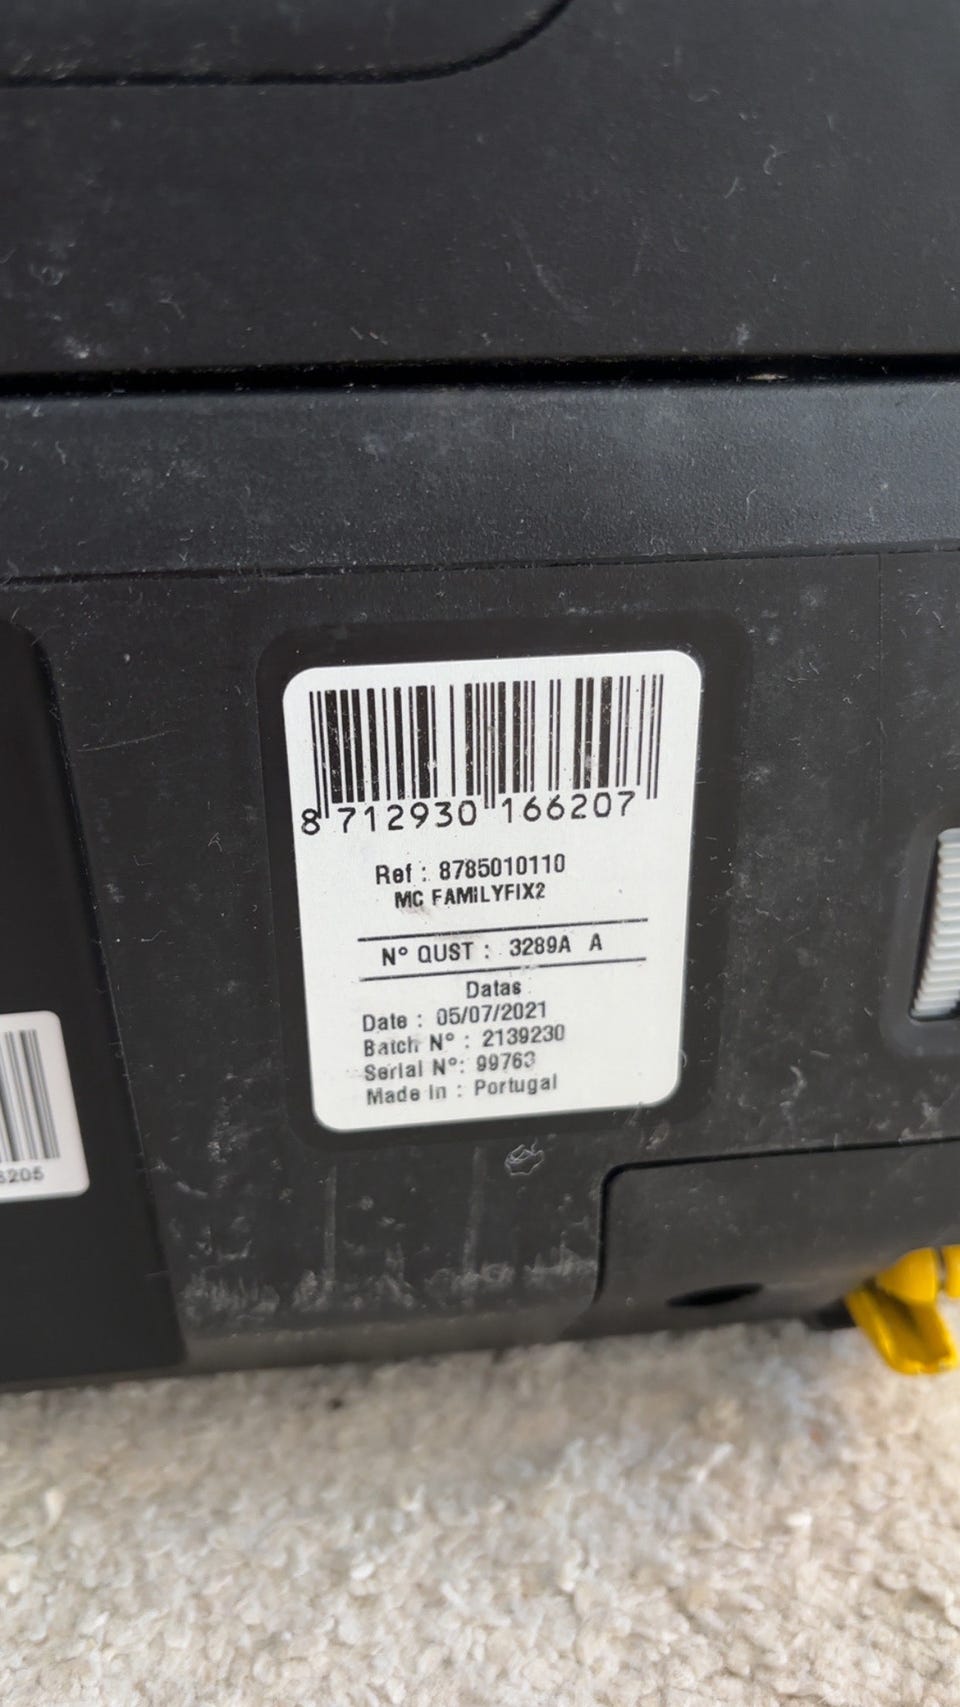 8 712930 166207
Ref : 8785010110
MC FAMILYFIX2
N° QUST : 3289A A
Datas
Date : 05/07/2021
Batch N° : 2139230
Serial N°: 99763
Made in : Portugal